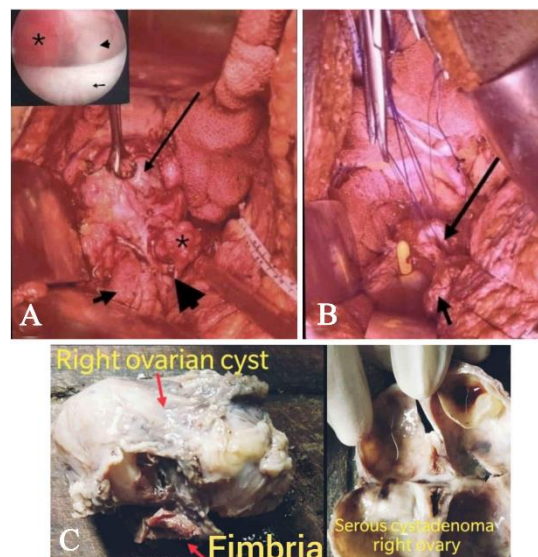 *
*
A
B
Right ovarian cyst
C
Fimbria
Serous cystadenoma
right ovary